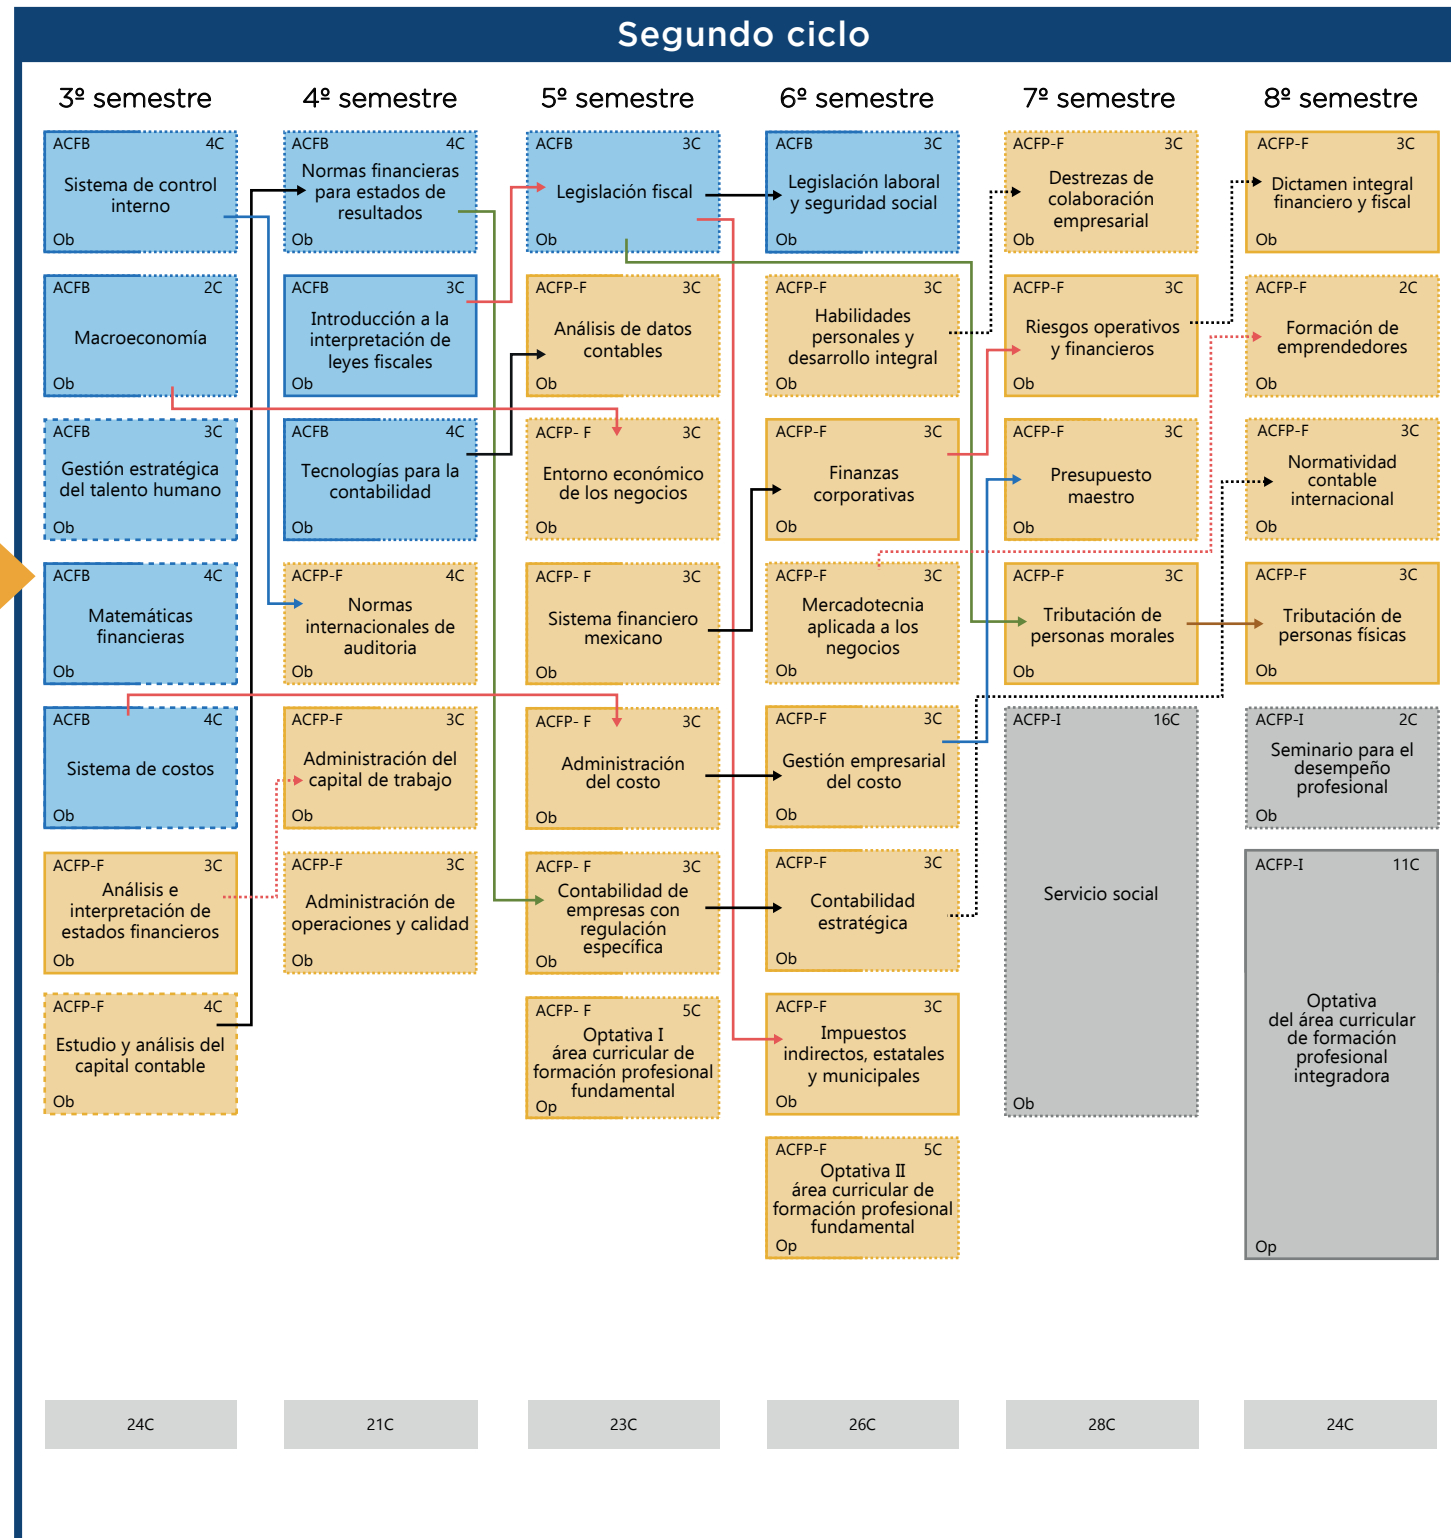 Segundo ciclo
3º semestre
4º semestre
5º semestre
6º semestre
7º semestre
8º semestre
ACFB 4C
Sistema de control
interno
Ob
ACFB 2C
Macroeconomía
Ob
ACFB 3C
Gestión estratégica
del talento humano
Ob
ACFB 4C
Matemáticas
financieras
Ob
ACFB 4C
Sistema de costos
Ob
ACFP-F 3C
Análisis e
interpretación de
estados financieros
Ob
ACFP-F 4C
Estudio y análisis del
capital contable
Ob
24C
ACFB 4C
Normas financieras
para estados de
resultados
Ob
ACFB 3C
Introducción a la
interpretación de
leyes fiscales
Ob
ACFB 4C
Tecnologías para la
contabilidad
Ob
ACFP-F 4C
Normas
internacionales de
auditoria
Ob
ACFP-F 3C
Administración del
capital de trabajo
Ob
ACFP-F 3C
Administración de
operaciones y calidad
Ob
21C
ACFB 3C
Legislación fiscal
Ob
ACFP-F 3C
Análisis de datos
contables
Ob
ACFP- F 3C
Entorno económico
de los negocios
Ob
ACFP- F 3C
Sistema financiero
mexicano
Ob
ACFP- F 3C
Administración
del costo
Ob
ACFP- F 3C
Contabilidad de
empresas con
regulación
específica
Ob
ACFP- F 5C
Optativa I
área curricular de
formación profesional
fundamental
Op
23C
ACFB 3C
Legislación laboral
y seguridad social
Ob
ACFP-F 3C
Habilidades
personales y
desarrollo integral
Ob
ACFP-F 3C
Finanzas
corporativas
Ob
ACFP-F 3C
Mercadotecnia
aplicada a los
negocios
Ob
ACFP-F 3C
Gestión empresarial
del costo
Ob
ACFP-F 3C
Contabilidad
estratégica
Ob
ACFP-F 3C
Impuestos
indirectos, estatales
y municipales
Ob
ACFP-F 5C
Optativa II
área curricular de
formación profesional
fundamental
Op
26C
ACFP-F 3C
Destrezas de
colaboración
empresarial
Ob
ACFP-F 3C
Riesgos operativos
y financieros
Ob
ACFP-F 3C
Presupuesto
maestro
Ob
ACFP-F 3C
Tributación de
personas morales
Ob
ACFP-I 16C
Servicio social
Ob
28C
ACFP-F 3C
Dictamen integral
financiero y fiscal
Ob
ACFP-F 2C
Formación de
emprendedores
Ob
ACFP-F 3C
Normatividad
contable
internacional
Ob
ACFP-F 3C
Tributación de
personas físicas
Ob
ACFP-I 2C
Seminario para el
desempeño
profesional
Ob
ACFP-I 11C
Optativa
del área curricular
de formación
profesional
integradora
Op
24C